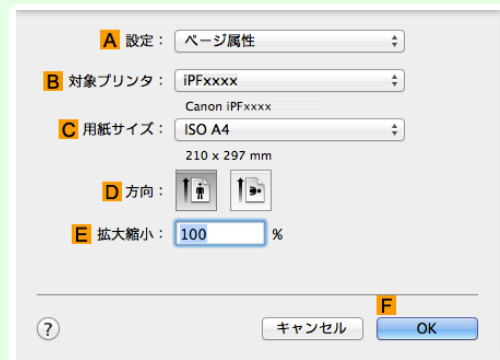 A 設定： ページ属性
B 対象プリンタ： iPFxxxx
Canon iPFxxxx
C 用紙サイズ： ISO A4
210 x 297 mm
D 方向：
E 拡大縮小： 100 %
F
? キャンセル OK